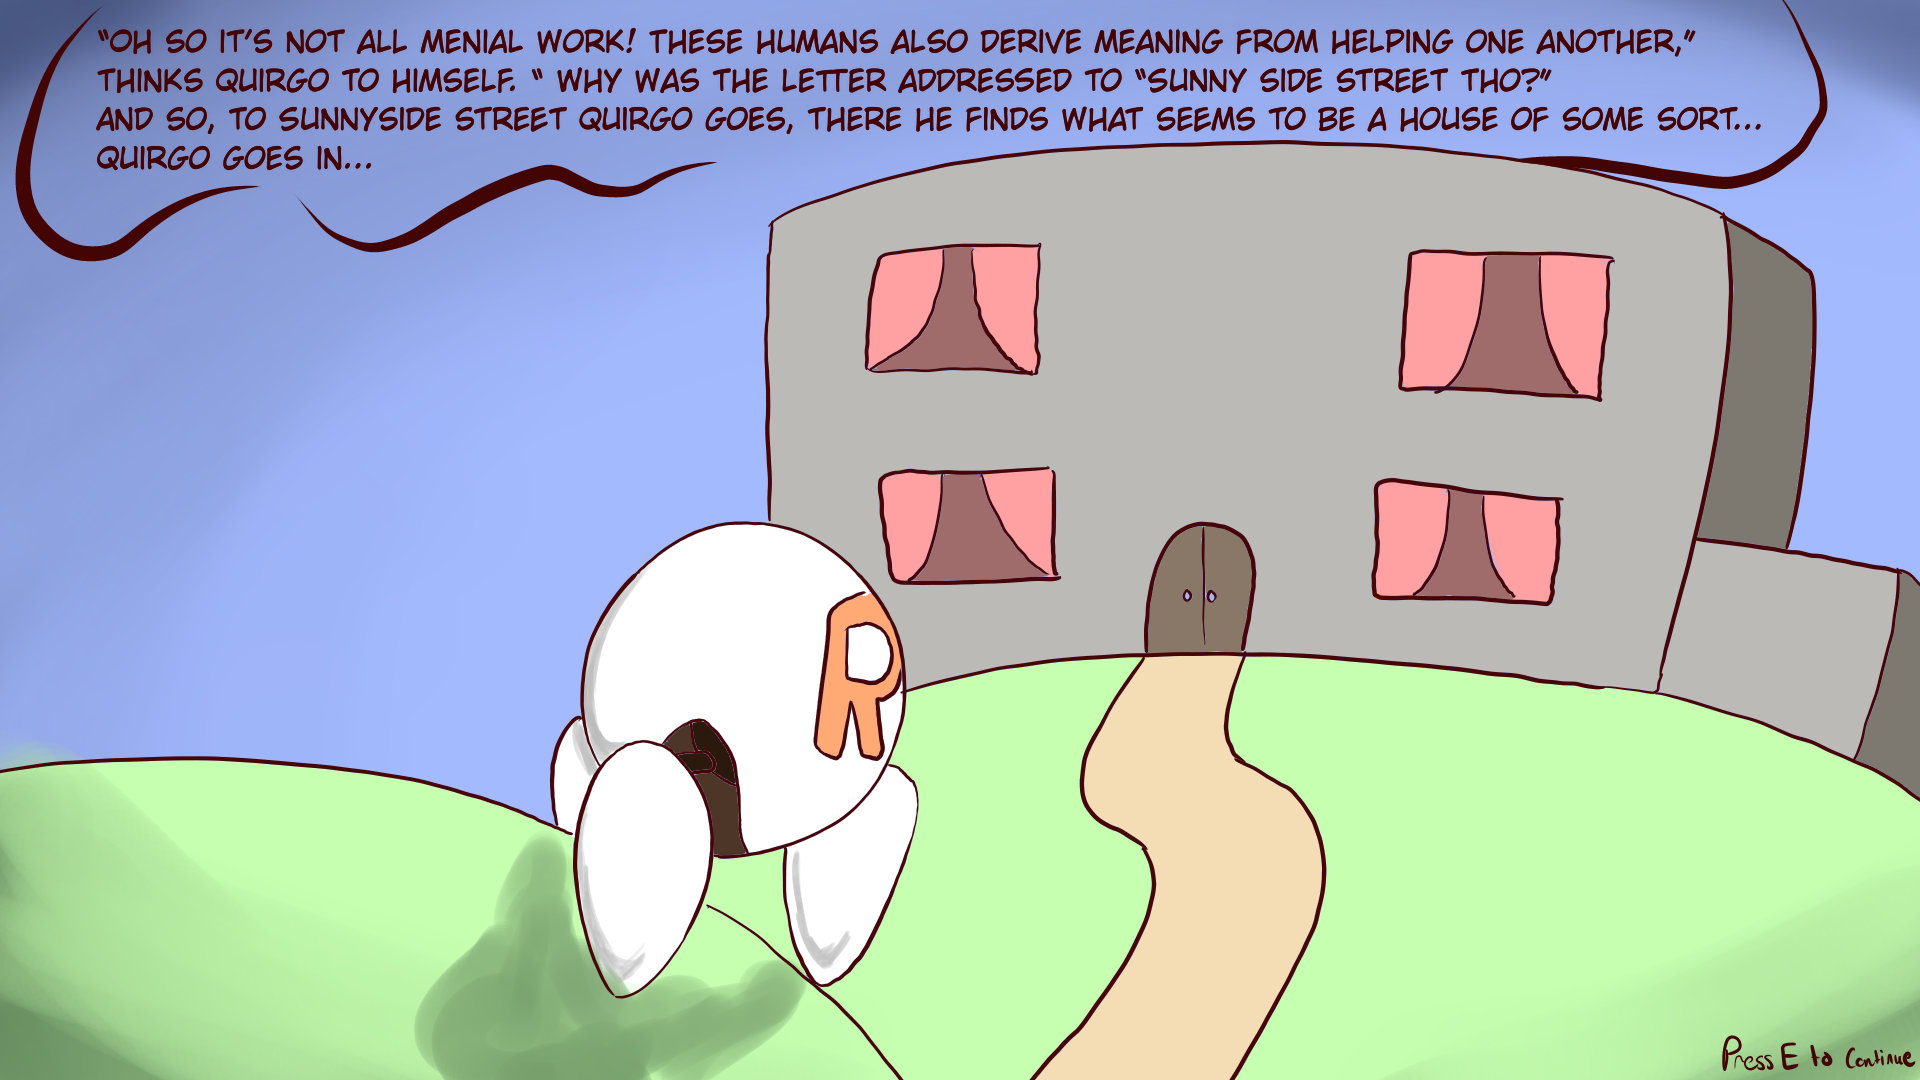 "OH SO IT'S NOT ALL MENIAL WORK! THESE HUMANS ALSO DERIVE MEANING FROM HELPING ONE ANOTHER,"
THINKS QUIRGO TO HIMSELF. " WHY WAS THE LETTER ADDRESSED TO "SUNNY SIDE STREET THO?"
AND SO, TO SUNNYSIDE STREET QUIRGO GOES, THERE HE FINDS WHAT SEEMS TO BE A HOUSE OF SOME SORT...
QUIRGO GOES IN...
R
Press E to Continue